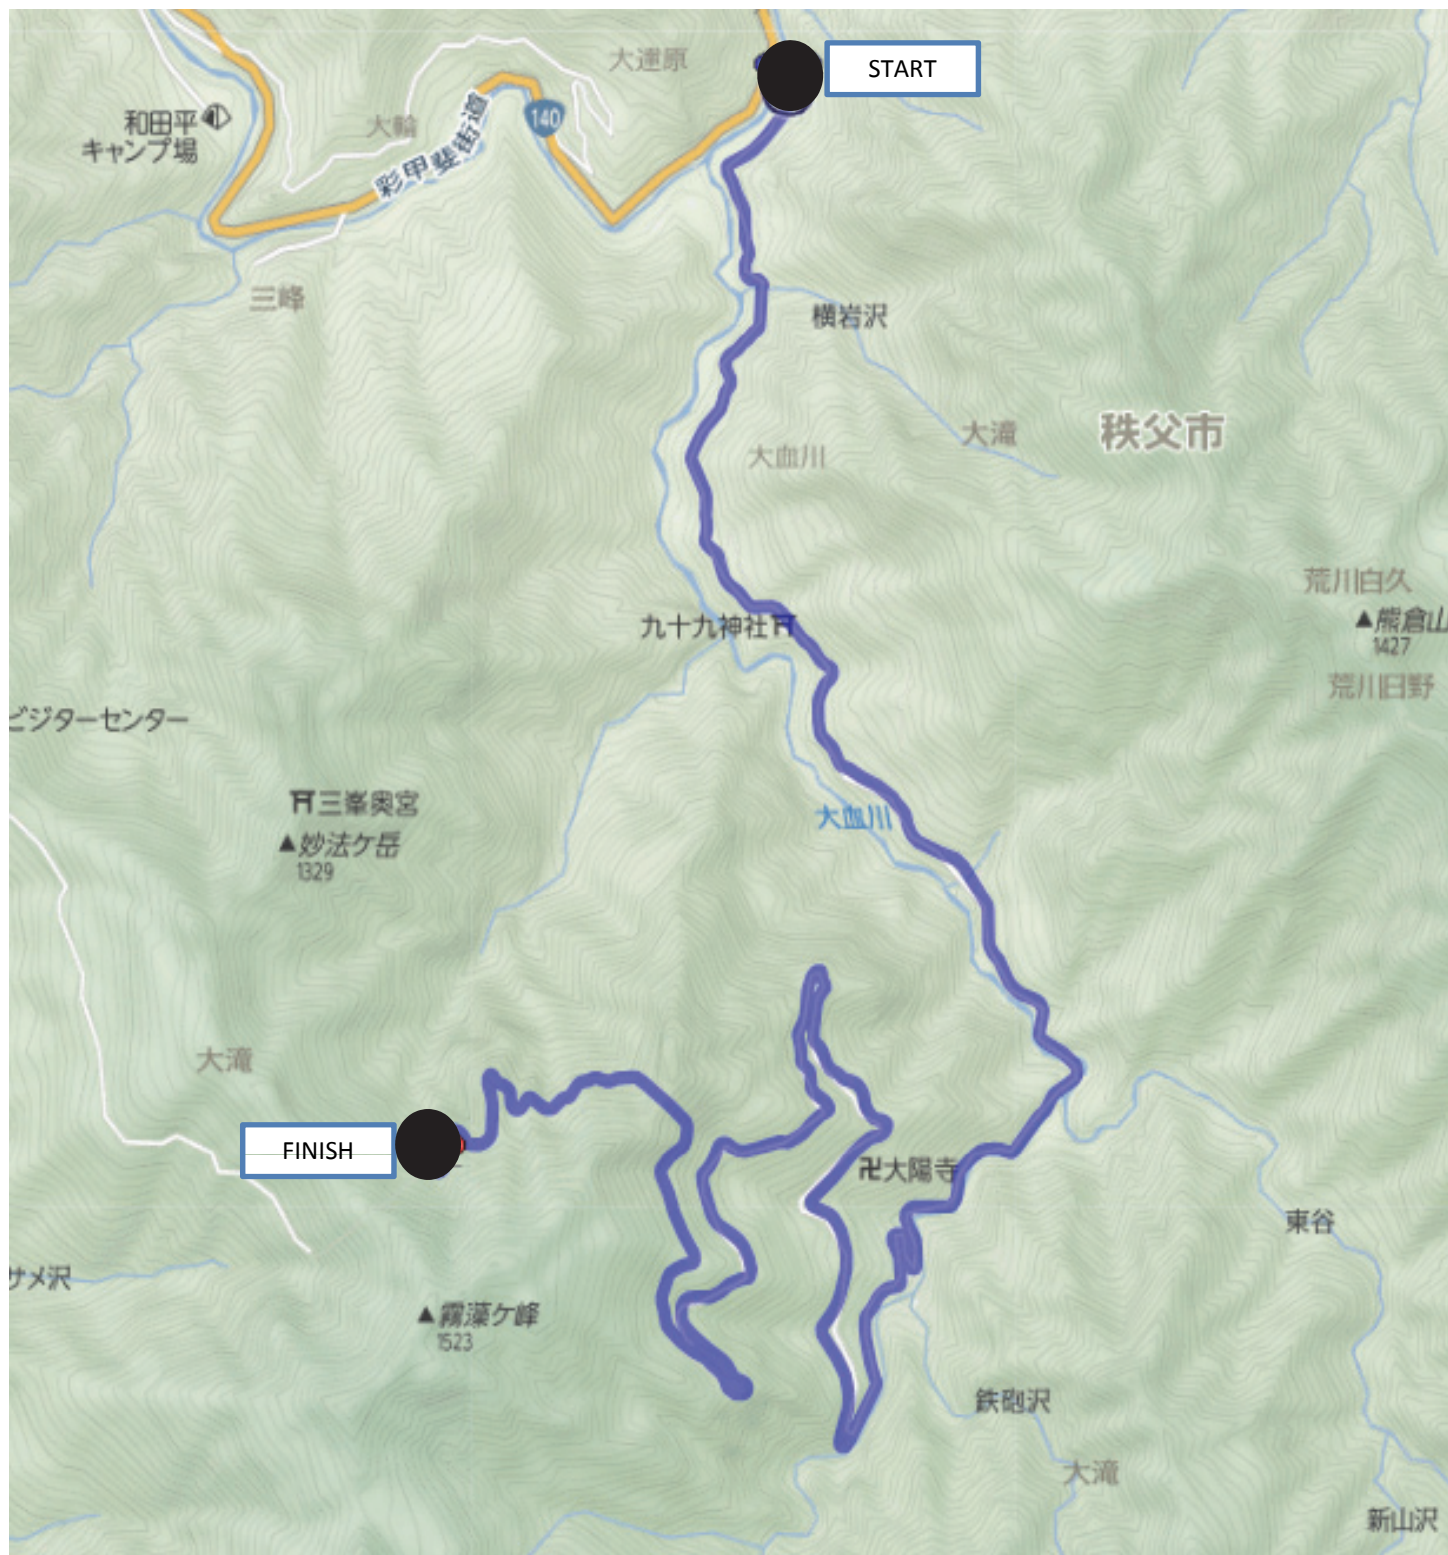 大達原
START
和田平
キャンプ場
大輪
彩甲斐街道
140
三峰
横岩沢
大滝
秩父市
大血川
荒川白久
熊倉山
1427
九十九神社
荒川日野
ビジターセンター
三峯奥宮
妙法ケ岳
1329
大血川
大滝
FINISH
大陽寺
東谷
サメ沢
霧藻ケ峰
1523
鉄砲沢
大滝
新山沢